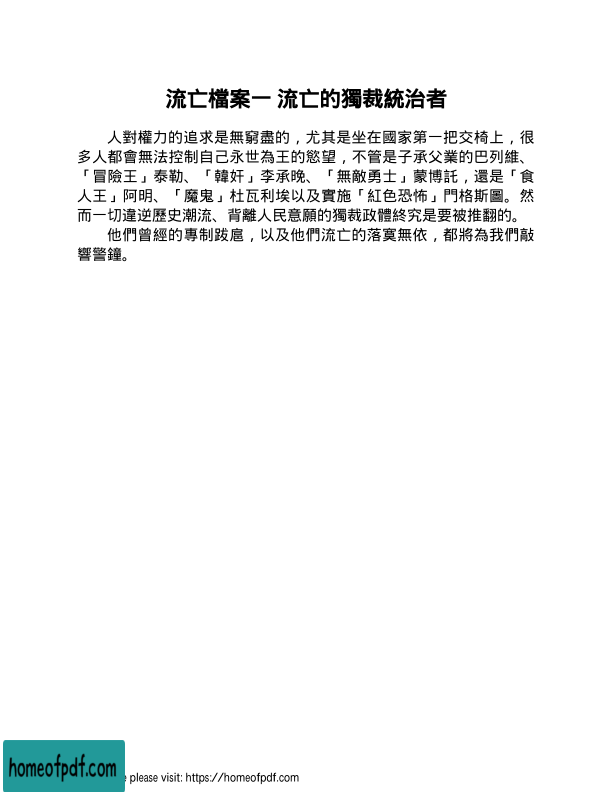 流亡檔案一 流亡的獨裁統治者
人對權力的追求是無窮盡的，尤其是坐在國家第一把交椅上，很
多人都會無法控制自己永世為王的慾望，不管是子承父業的巴列維、
「冒險王」泰勒、「韓奸」李承晚、「無敵勇士」蒙博託，還是「食
人王」阿明、「魔鬼」杜瓦利埃以及實施「紅色恐怖」門格斯圖。然
而一切違逆歷史潮流、背離人民意願的獨裁政體終究是要被推翻的。
他們曾經的專制跋扈，以及他們流亡的落寞無依，都將為我們敲
響警鐘。
homeofpdf.com
e please visit: https://homeofpdf.com